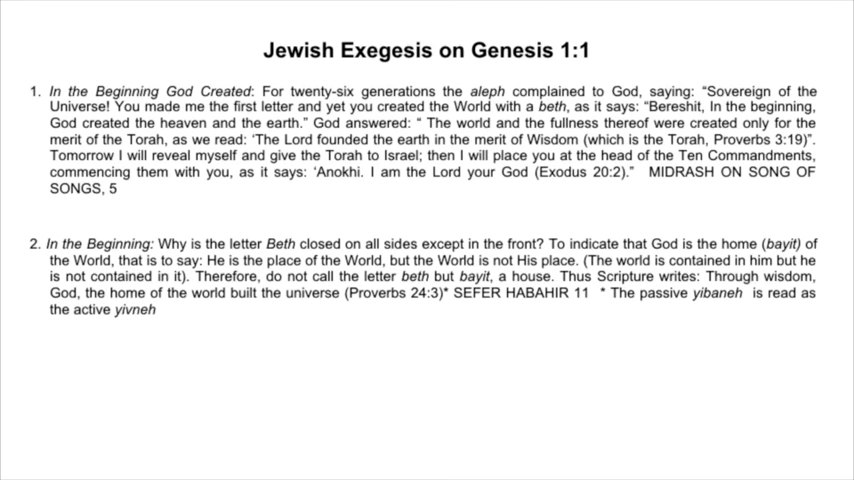 Jewish Exegesis on Genesis 1:1
1. In the Beginning God Created: For twenty-six generations the aleph complained to God, saying: “Sovereign of the
Universe! You made me the first letter and yet you created the World with a beth, as it says: “Bereshit, In the beginning,
God created the heaven and the earth.” God answered: “ The world and the fullness thereof were created only for the
merit of the Torah, as we read: ‘The Lord founded the earth in the merit of Wisdom (which is the Torah, Proverbs 3:19)”.
Tomorrow I will reveal myself and give the Torah to Israel; then I will place you at the head of the Ten Commandments,
commencing them with you, as it says: ‘Anokhi. I am the Lord your God (Exodus 20:2).” MIDRASH ON SONG OF
SONGS, 5
2. In the Beginning: Why is the letter Beth closed on all sides except in the front? To indicate that God is the home (bayit) of
the World, that is to say: He is the place of the World, but the World is not His place. (The world is contained in him but he
is not contained in it). Therefore, do not call the letter beth but bayit, a house. Thus Scripture writes: Through wisdom,
God, the home of the world built the universe (Proverbs 24:3)* SEFER HABAHIR 11 * The passive yibaneh is read as
the active yivneh